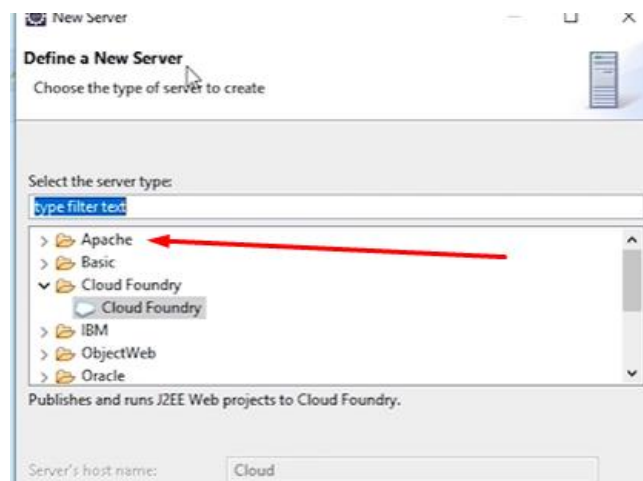 New Server
Define a New Server
Choose the type of server to create
Select the server type:
type filter text
Apache
Basic
Cloud Foundry
Cloud Foundry
IBM
ObjectWeb
Oracle
Publishes and runs J2EE Web projects to Cloud Foundry.
Server's host name: Cloud